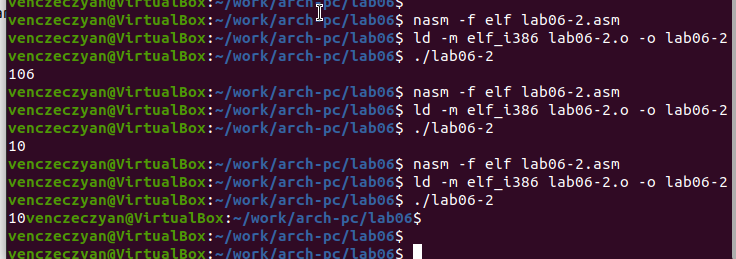 venczeczyan@VirtualBox:~/work/arch-pc/lab06$
venczeczyan@VirtualBox:~/work/arch-pc/lab06$ nasm -f elf lab06-2.asm
venczeczyan@VirtualBox:~/work/arch-pc/lab06$ ld -m elf_i386 lab06-2.o -o lab06-2
venczeczyan@VirtualBox:~/work/arch-pc/lab06$ ./lab06-2
106
venczeczyan@VirtualBox:~/work/arch-pc/lab06$ nasm -f elf lab06-2.asm
venczeczyan@VirtualBox:~/work/arch-pc/lab06$ ld -m elf_i386 lab06-2.o -o lab06-2
venczeczyan@VirtualBox:~/work/arch-pc/lab06$ ./lab06-2
10
venczeczyan@VirtualBox:~/work/arch-pc/lab06$ nasm -f elf lab06-2.asm
venczeczyan@VirtualBox:~/work/arch-pc/lab06$ ld -m elf_i386 lab06-2.o -o lab06-2
venczeczyan@VirtualBox:~/work/arch-pc/lab06$ ./lab06-2
10venczeczyan@VirtualBox:~/work/arch-pc/lab06$
venczeczyan@VirtualBox:~/work/arch-pc/lab06$
venczeczyan@VirtualBox:~/work/arch-pc/lab06$